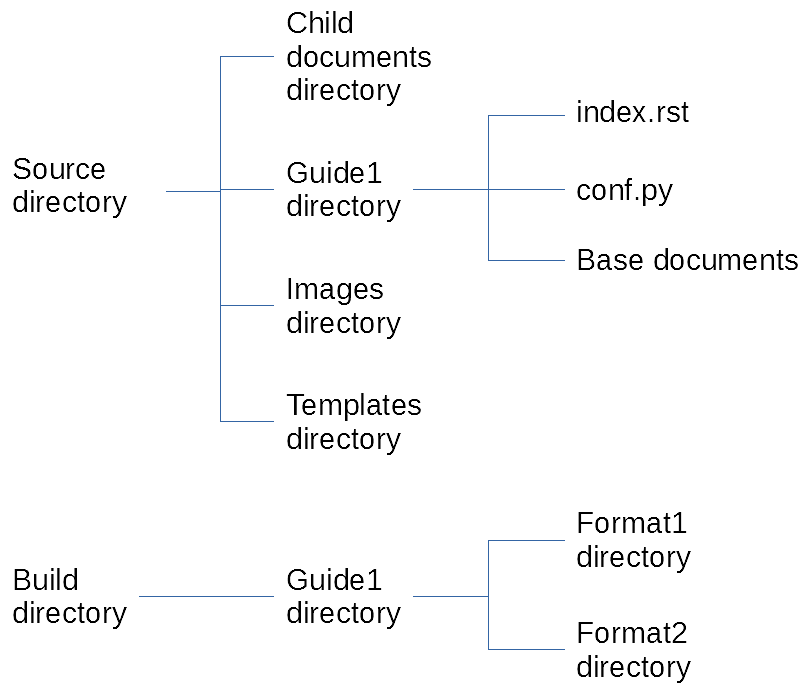 Child
documents
directory
Source
directory
Guide1
directory
index.rst
conf.py
Base documents
Images
directory
Templates
directory
Build
directory
Guide1
directory
Format1
directory
Format2
directory